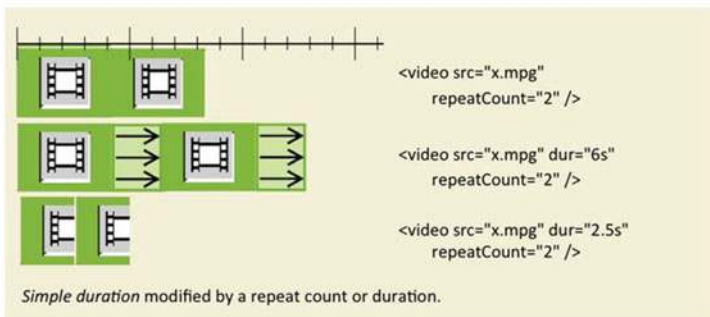 <video src="x.mpg"
repeatCount="2" />
<video src="x.mpg" dur="6s"
repeatCount="2" />
<video src="x.mpg" dur="2.5s"
repeatCount="2" />
Simple duration modified by a repeat count or duration.